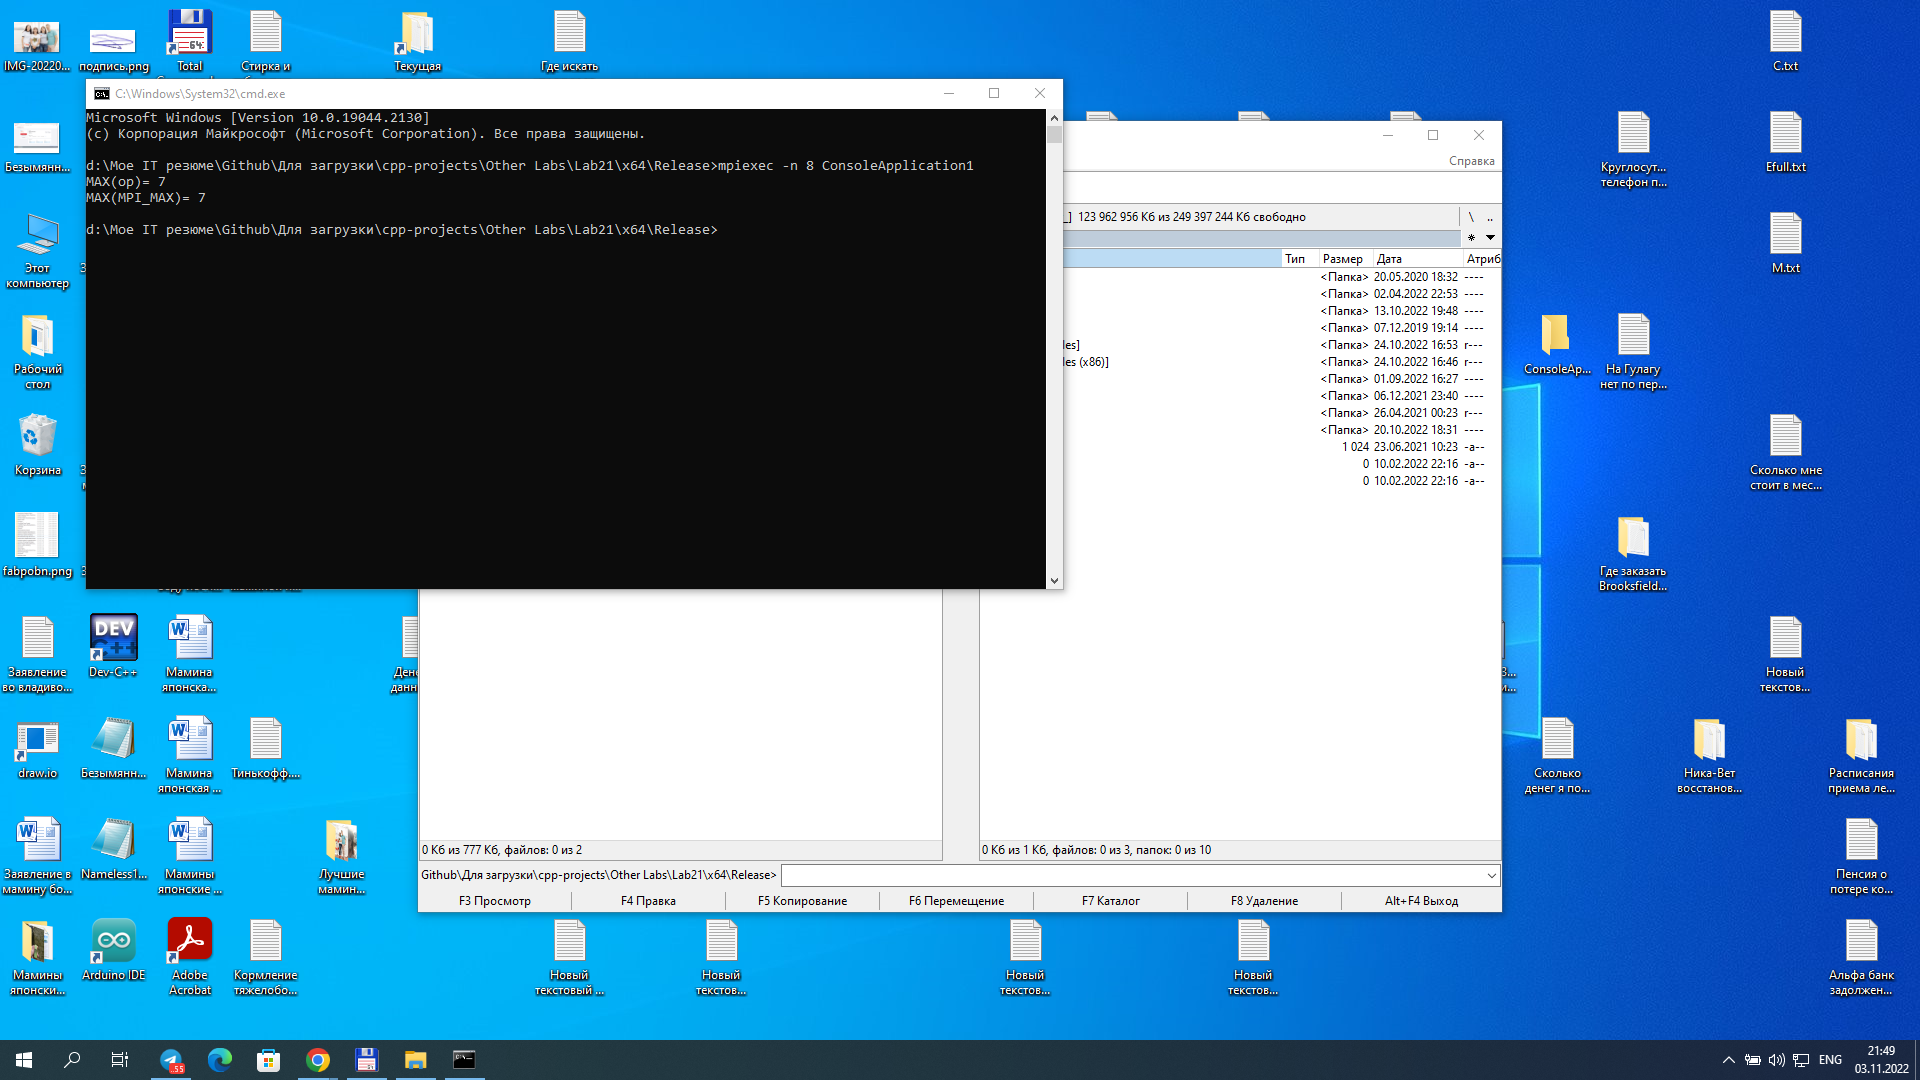 IMG-20220...
подпись.png
Total
Стирка и
Текущая
Где искать
C.txt
C:\Windows\System32\cmd.exe
Microsoft Windows [Version 10.0.19044.2130]
(c) Корпорация Майкрософт (Microsoft Corporation). Все права защищены.
d:\Мое IT резюме\Github\Для загрузки\cpp-projects\Other Labs\Lab21\x64\Release>mpiexec -n 8 ConsoleApplication1
MAX(op)= 7
MAX(MPI_MAX)= 7
d:\Мое IT резюме\Github\Для загрузки\cpp-projects\Other Labs\Lab21\x64\Release>
Справка
_] 123 962 956 Кб из 249 397 244 Кб свободно
\ ..
* 
Тип Размер Дата Атриб
<Папка> 20.05.2020 18:32 ----
<Папка> 02.04.2022 22:53 ----
<Папка> 13.10.2022 19:48 ----
<Папка> 07.12.2019 19:14 ----
les] <Папка> 24.10.2022 16:53 r---
les (x86)] <Папка> 24.10.2022 16:46 r---
<Папка> 01.09.2022 16:27 ----
<Папка> 06.12.2021 23:40 ----
<Папка> 26.04.2021 00:23 r---
<Папка> 20.10.2022 18:31 ----
1 024 23.06.2021 10:23 -a--
0 10.02.2022 22:16 -a--
0 10.02.2022 22:16 -a--
0 Кб из 777 Кб, файлов: 0 из 2
0 Кб из 1 Кб, файлов: 0 из 3, папок: 0 из 10
Github\Для загрузки\cpp-projects\Other Labs\Lab21\x64\Release>
F3 Просмотр
F4 Правка
F5 Копирование
F6 Перемещение
F7 Каталог
F8 Удаление
Alt+F4 Выход
Безымянн...
Круглосут...
телефон п...
Efull.txt
Этот
компьютер
M.txt
Рабочий
стол
ConsoleAp...
На Гулагу
нет по пер...
Корзина
Сколько мне
стоит в мес...
fabpobn.png
Где заказать
Brooksfield...
Заявление
во владиво...
DEV
C++
Dev-C++
Мамина
японска...
Новый
текстов...
draw.io
Безымянн...
Мамина
японская ...
Тинькофф....
Сколько
денег я по...
Ника-Вет
восстанов...
Расписания
приема ле...
Заявление в
мамину бо...
Nameless1...
Мамины
японские ...
Лучшие
мамин...
Пенсия о
потере ко...
Мамины
японски...
Arduino IDE
Adobe
Acrobat
Кормление
тяжелобо...
Новый
текстовый ...
Новый
текстов...
Новый
текстов...
Новый
текстов...
Альфа банк
задолжен...
ENG
21:49
03.11.2022